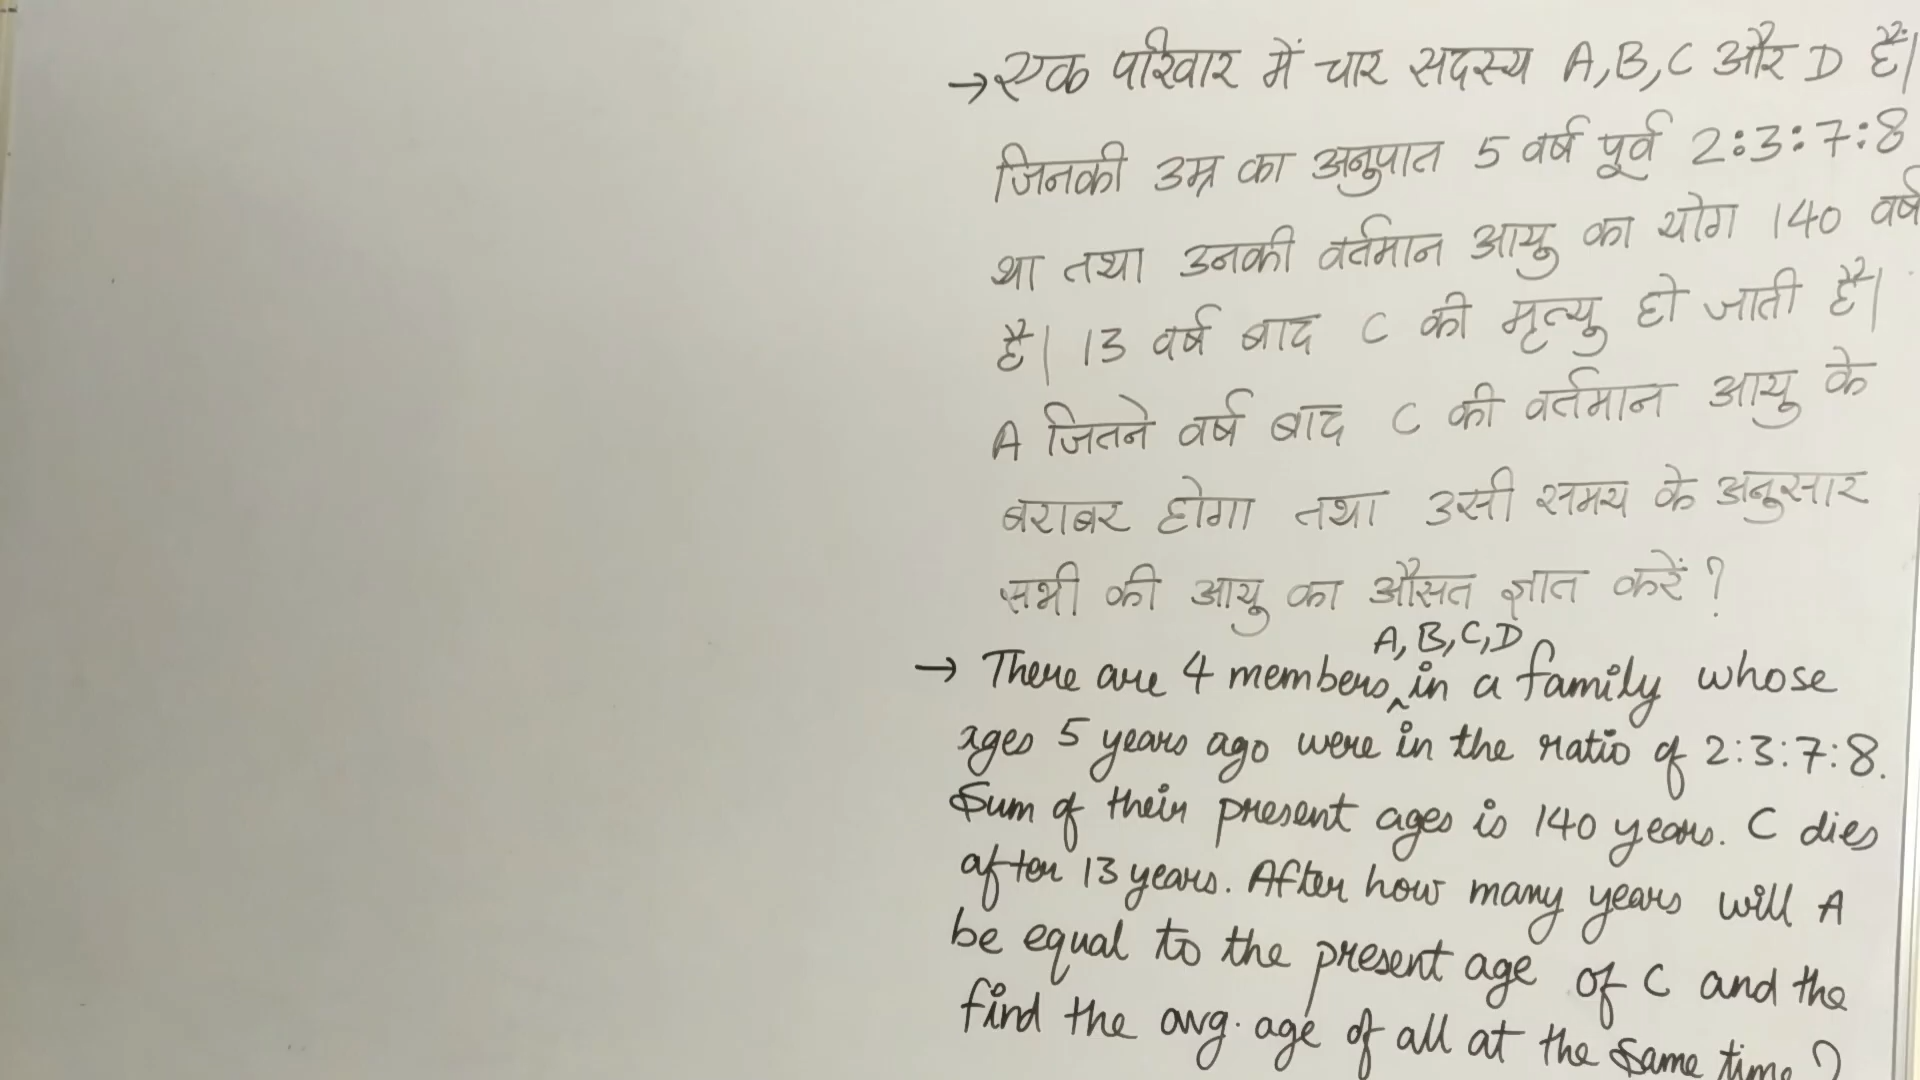 → एक परिवार में चार सदस्य A,B,C और D हैं।
जिनकी उम्र का अनुपात 5 वर्ष पूर्व 2:3:7:8
था तथा उनकी वर्तमान आयु का योग 140 वर्ष
है। 13 वर्ष बाद C की मृत्यु हो जाती है।
A जितने वर्ष बाद C की वर्तमान आयु के
बराबर होगा तथा उसी समय के अनुसार
सभी की आयु का औसत ज्ञात करें ?
A, B, C, D
→ There are 4 members ‸ in a family whose
ages 5 years ago were in the ratio of 2:3:7:8.
Sum of their present ages is 140 years. C dies
after 13 years. After how many years will A
be equal to the present age of C and the
find the avg. age of all at the same time ?